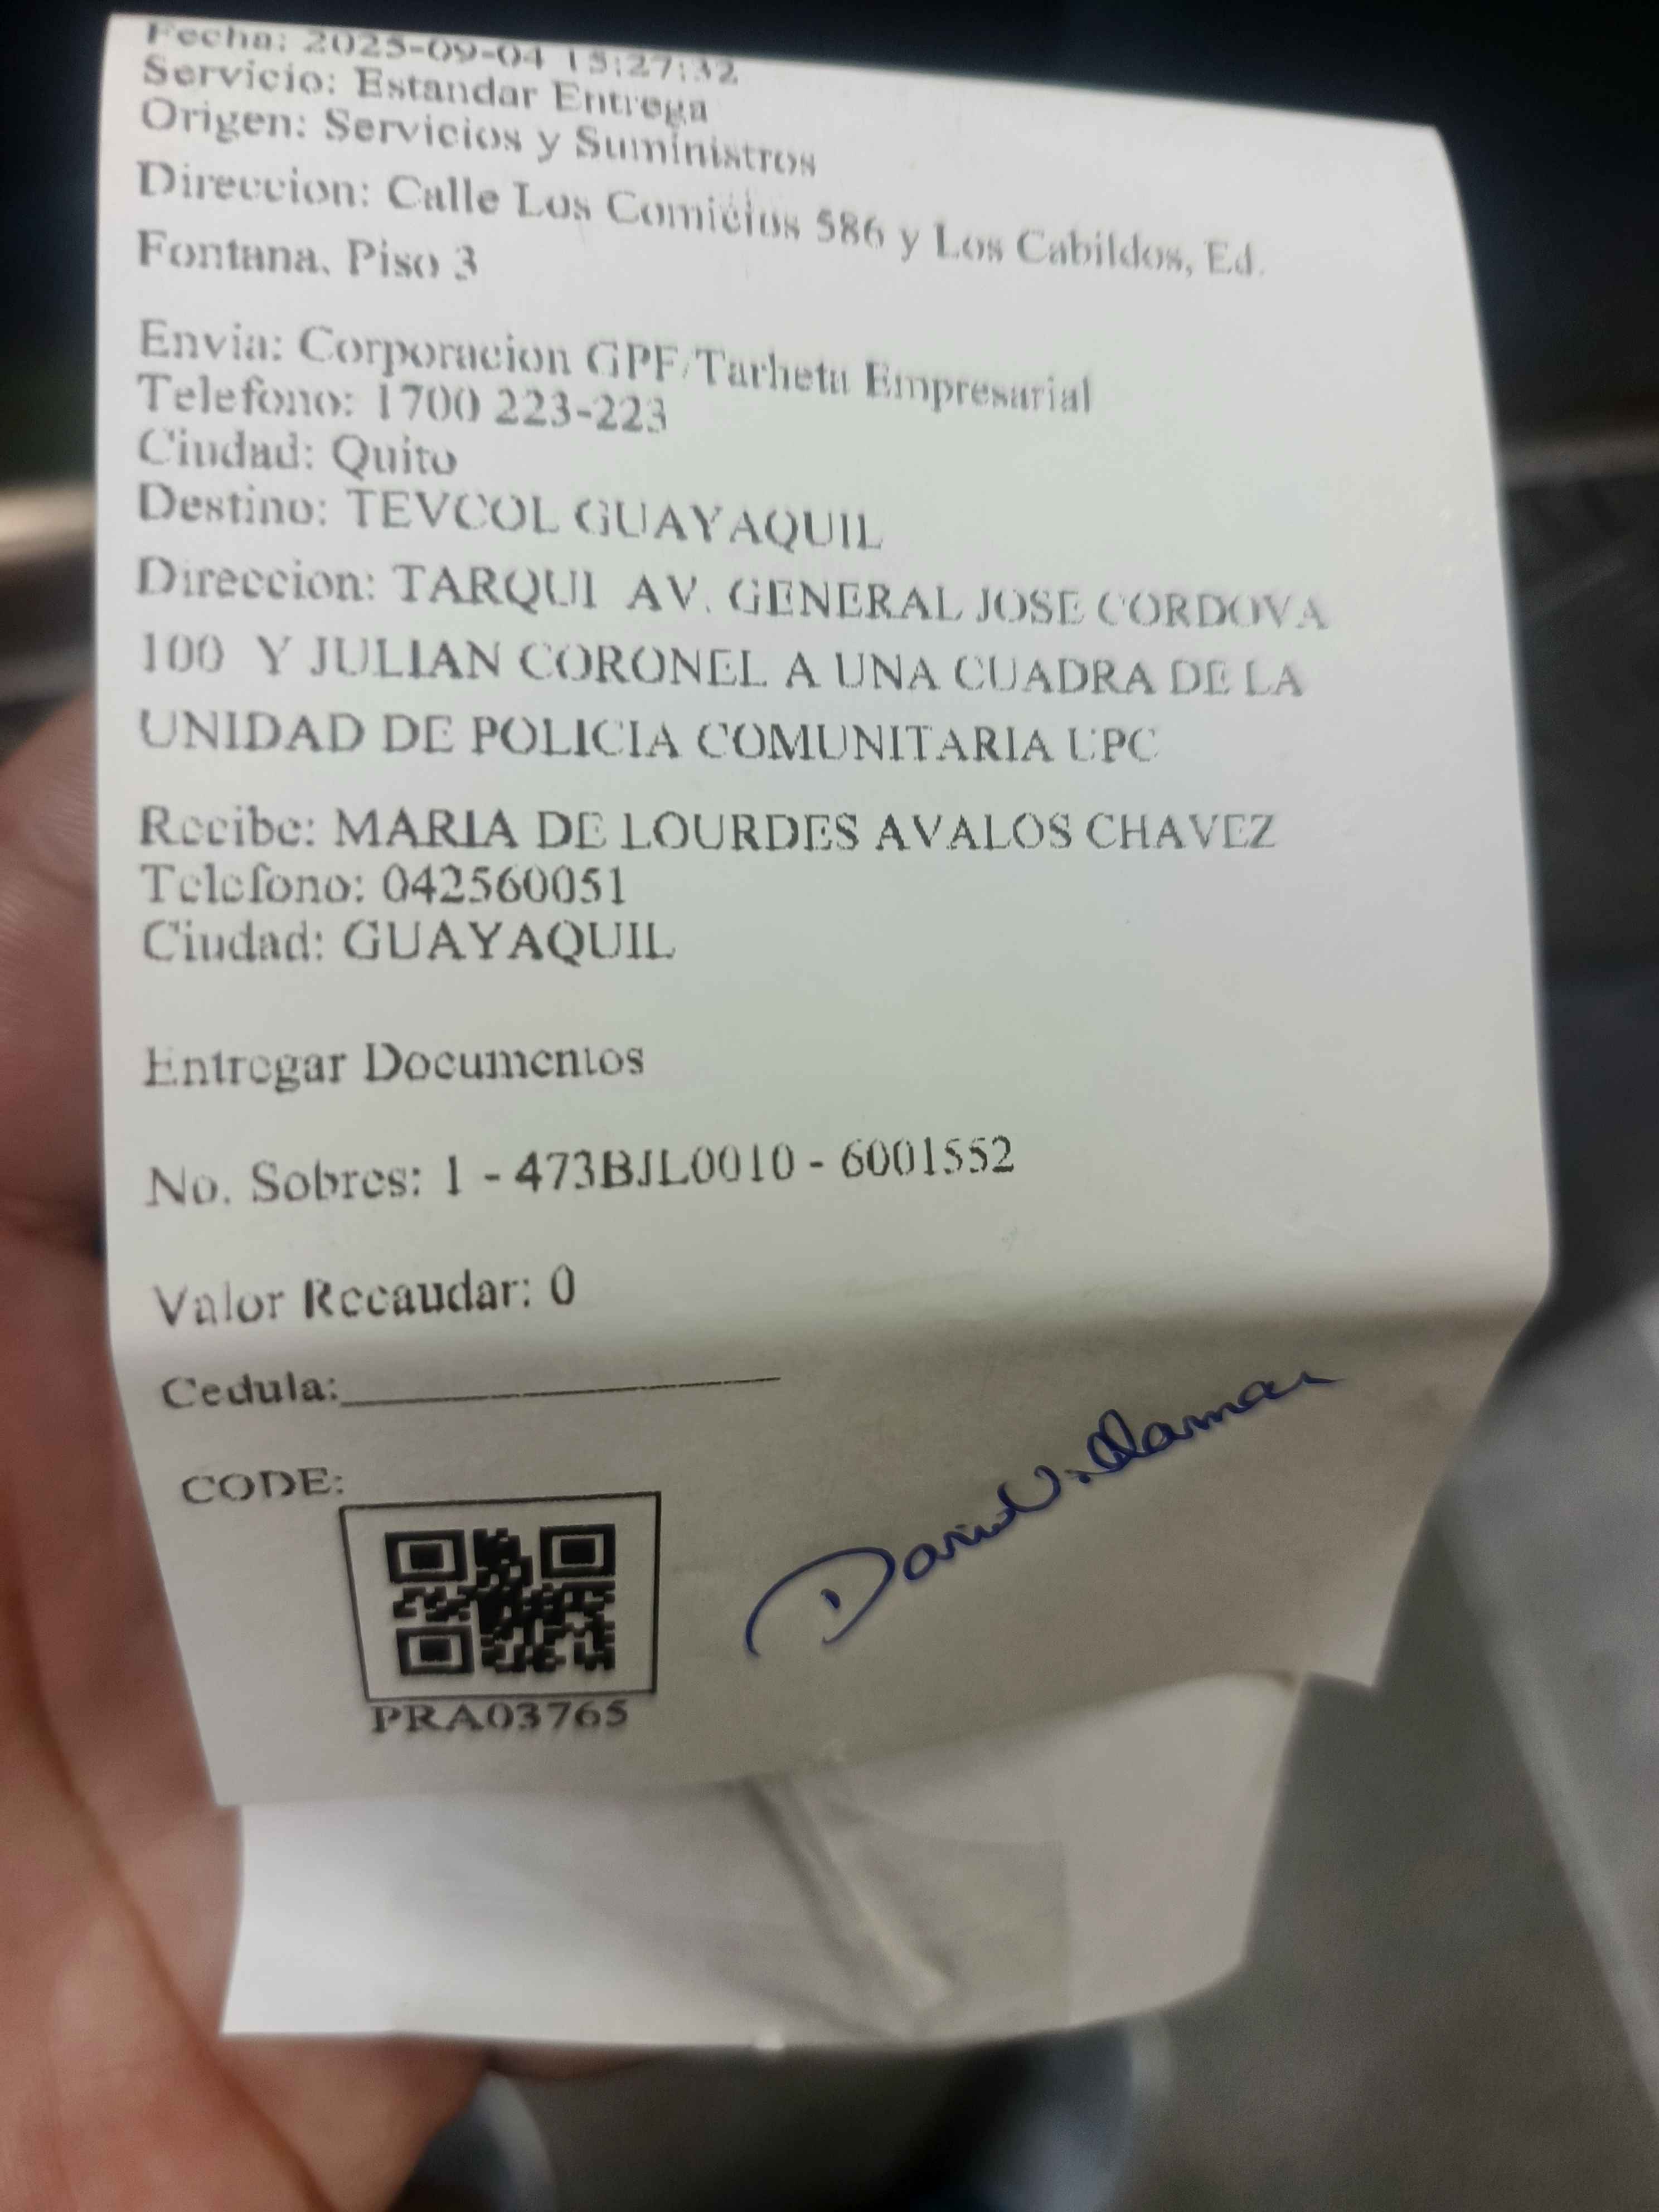 Fecha: 2025-09-04 15:27:32
Servicio: Estandar Entrega
Origen: Servicios y Suministros
Direccion: Calle Los Comicios 586 y Los Cabildos, Ed.
Fontana, Piso 3
Envia: Corporacion GPF/Tarheta Empresarial
Telefono: 1700 223-223
Ciudad: Quito
Destino: TEVCOL GUAYAQUIL
Direccion: TARQUI AV. GENERAL JOSE CORDOVA
100 Y JULIAN CORONEL A UNA CUADRA DE LA
UNIDAD DE POLICIA COMUNITARIA UPC
Recibe: MARIA DE LOURDES AVALOS CHAVEZ
Telefono: 042560051
Ciudad: GUAYAQUIL
Entregar Documentos
No. Sobres: 1 - 473BJL0010 - 6001552
Valor Recaudar: 0
Cedula:
CODE:
PRA03765